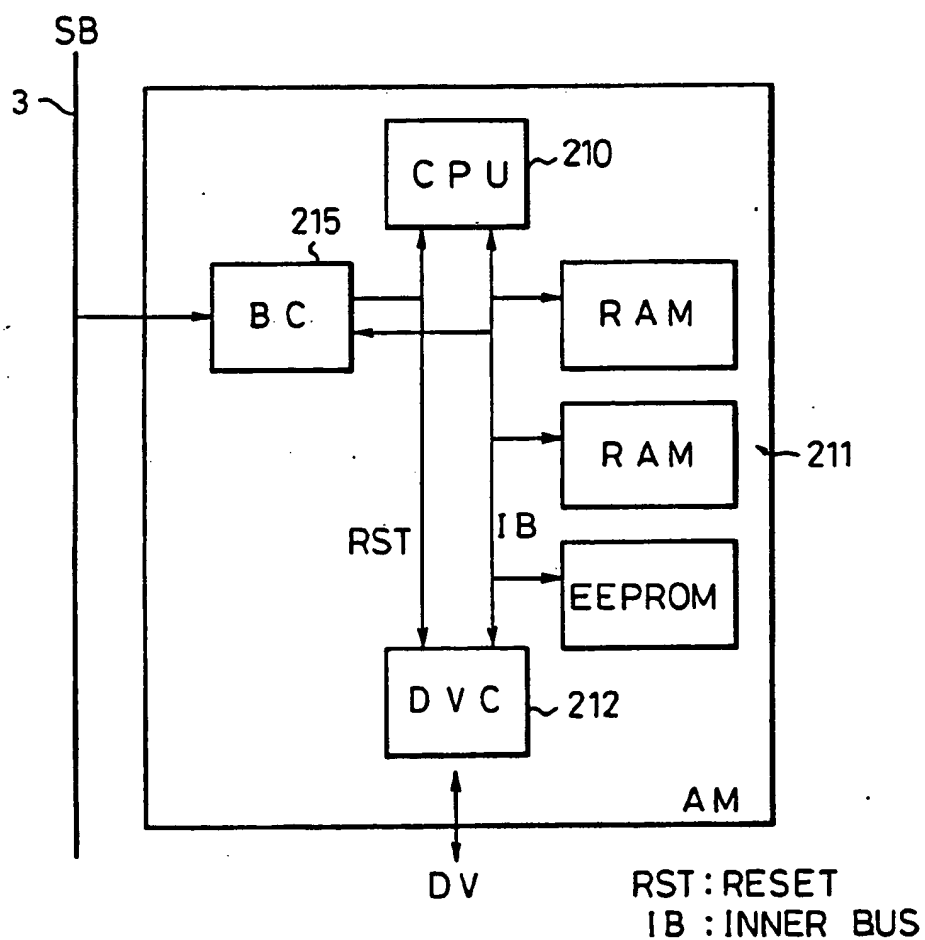 SB
3
CPU
210
215
BC
RAM
RAM
211
RST
IB
EEPROM
DVC
212
AM
DV
RST : RESET
IB : INNER BUS